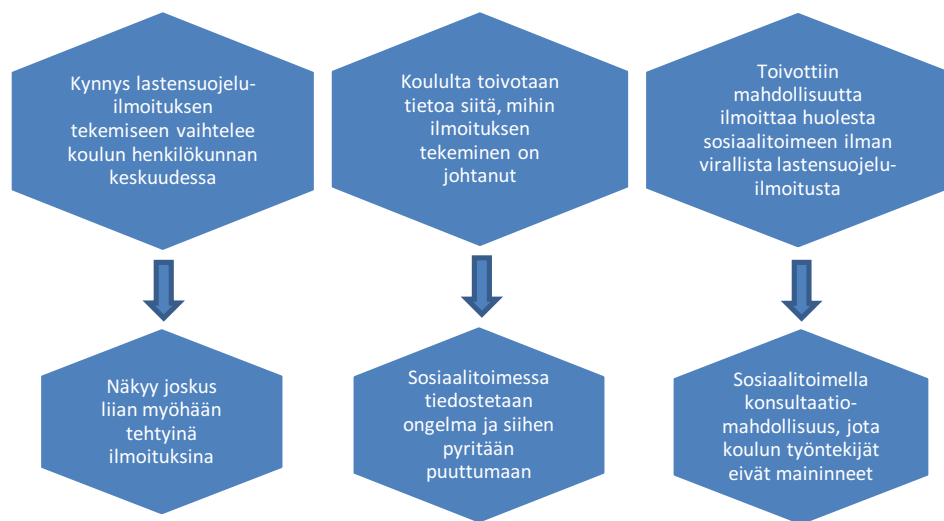 Kynnys lastensuojelu-
ilmoituksen
tekemiseen vaihtelee
koulun henkilökunnan
keskuudessa
Koululta toivotaan
tietoa siitä, mihin
ilmoituksen
tekeminen on
johtanut
Toivottiin
mahdollisuutta
ilmoittaa huolesta
sosiaalitoimeen ilman
virallista lastensuojelu-
ilmoitusta
Näkyy joskus
liian myöhään
tehtyinä
ilmoituksina
Sosiaalitoimessa
tiedostetaan
ongelma ja siihen
pyritään
puuttumaan
Sosiaalitoimella
konsultaatio-
mahdollisuus, jota
koulun työntekijät
eivät maininneet